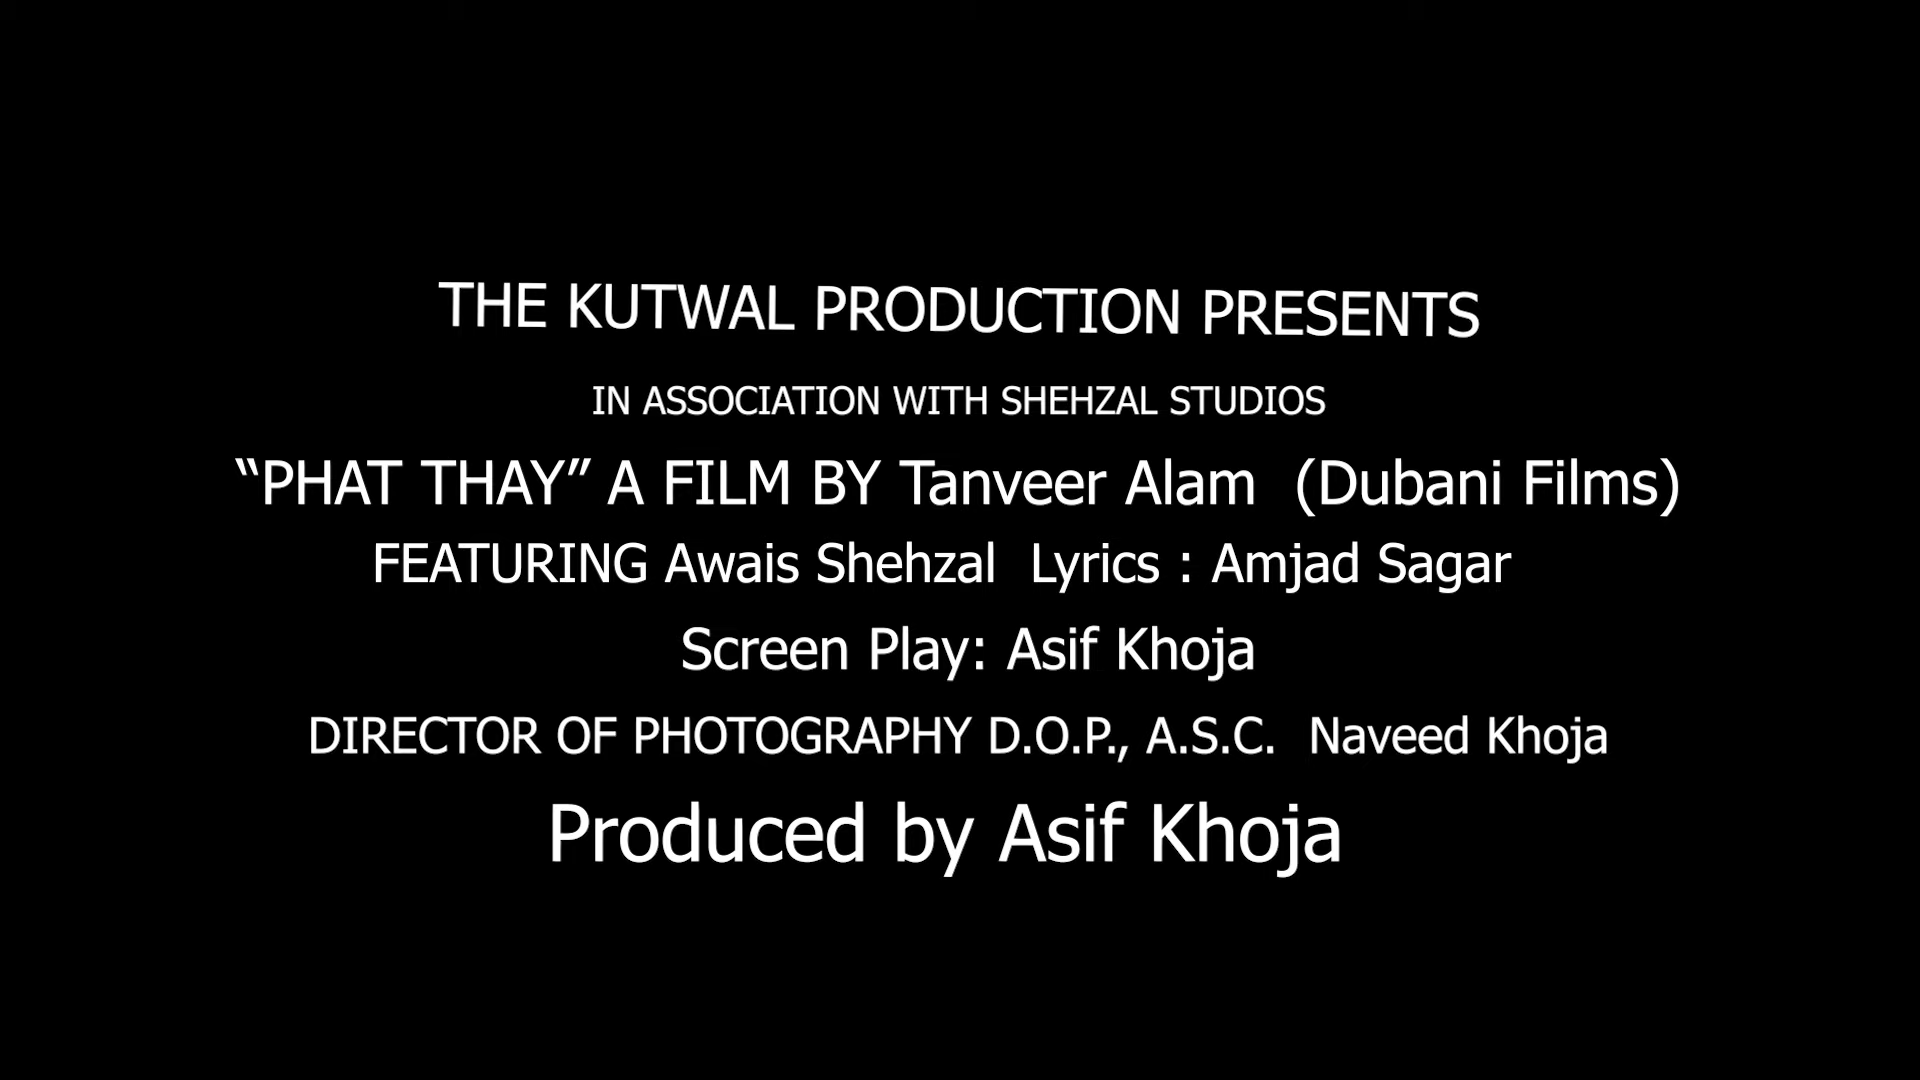 THE KUTWAL PRODUCTION PRESENTS
IN ASSOCIATION WITH SHEHZAL STUDIOS
“PHAT THAY” A FILM BY Tanveer Alam  (Dubani Films)
FEATURING Awais Shehzal  Lyrics : Amjad Sagar
Screen Play: Asif Khoja
DIRECTOR OF PHOTOGRAPHY D.O.P., A.S.C.  Naveed Khoja
Produced by Asif Khoja